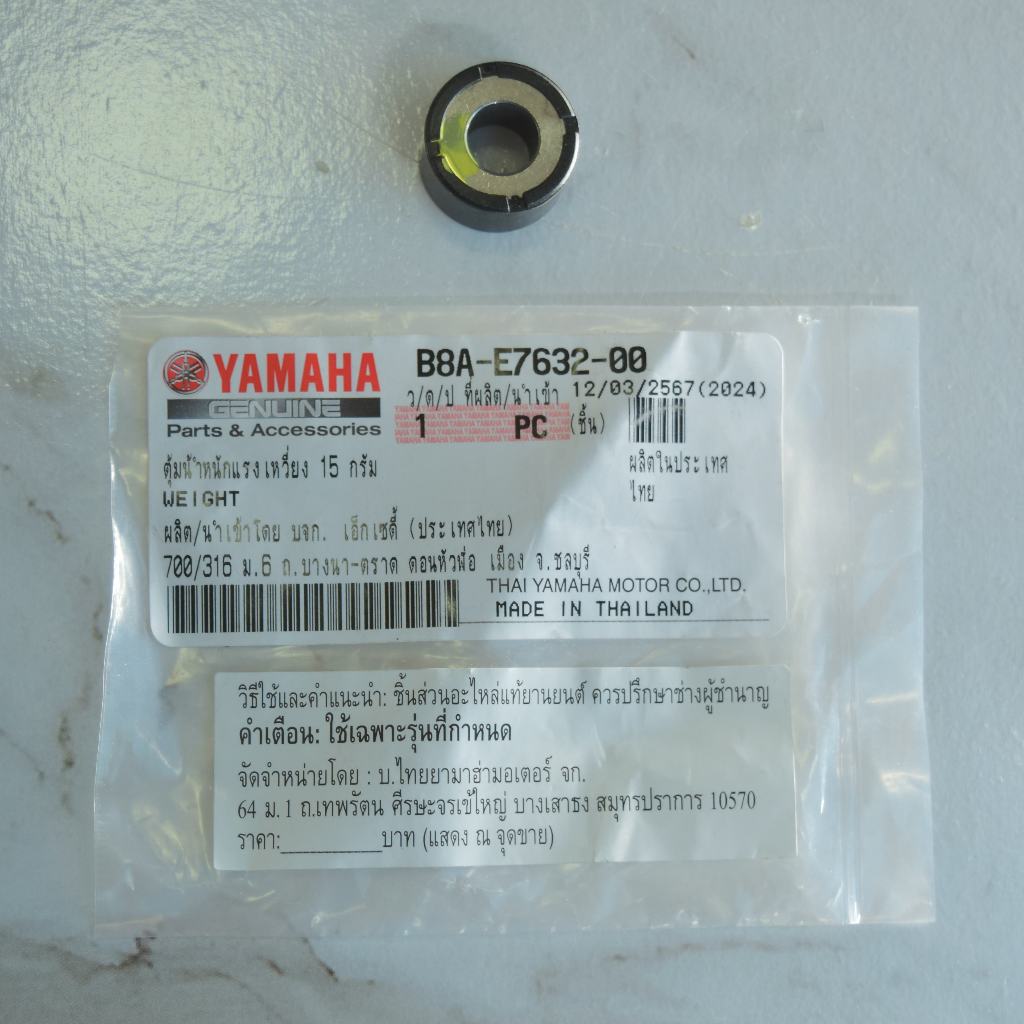 YAMAHA
GENUINE
Parts & Accessories
B8A-E7632-00
ว/ด/ป ที่ผลิต/นำเข้า 12/03/2567(2024)
1 PC (ชิ้น)
ตุ้มน้ำหนักแรงเหวี่ยง 15 กรัม
ผลิตในประเทศ
ไทย
WEIGHT
ผลิต/นำเข้าโดย บจก. เอ็กเซดี้ (ประเทศไทย)
700/316 ม.6 ถ.บางนา-ตราด ดอนหัวฬ่อ เมือง จ.ชลบุรี
THAI YAMAHA MOTOR CO.,LTD.
MADE IN THAILAND
วิธีใช้และคำแนะนำ: ชิ้นส่วนอะไหล่แท้ยานยนต์ ควรปรึกษาช่างผู้ชำนาญ
คำเตือน: ใช้เฉพาะรุ่นที่กำหนด
จัดจำหน่ายโดย : บ.ไทยยามาฮ่ามอเตอร์ จก.
64 ม.1 ถ.เทพรัตน ศีรษะจรเข้ใหญ่ บางเสาธง สมุทรปราการ 10570
ราคา:__________บาท (แสดง ณ จุดขาย)